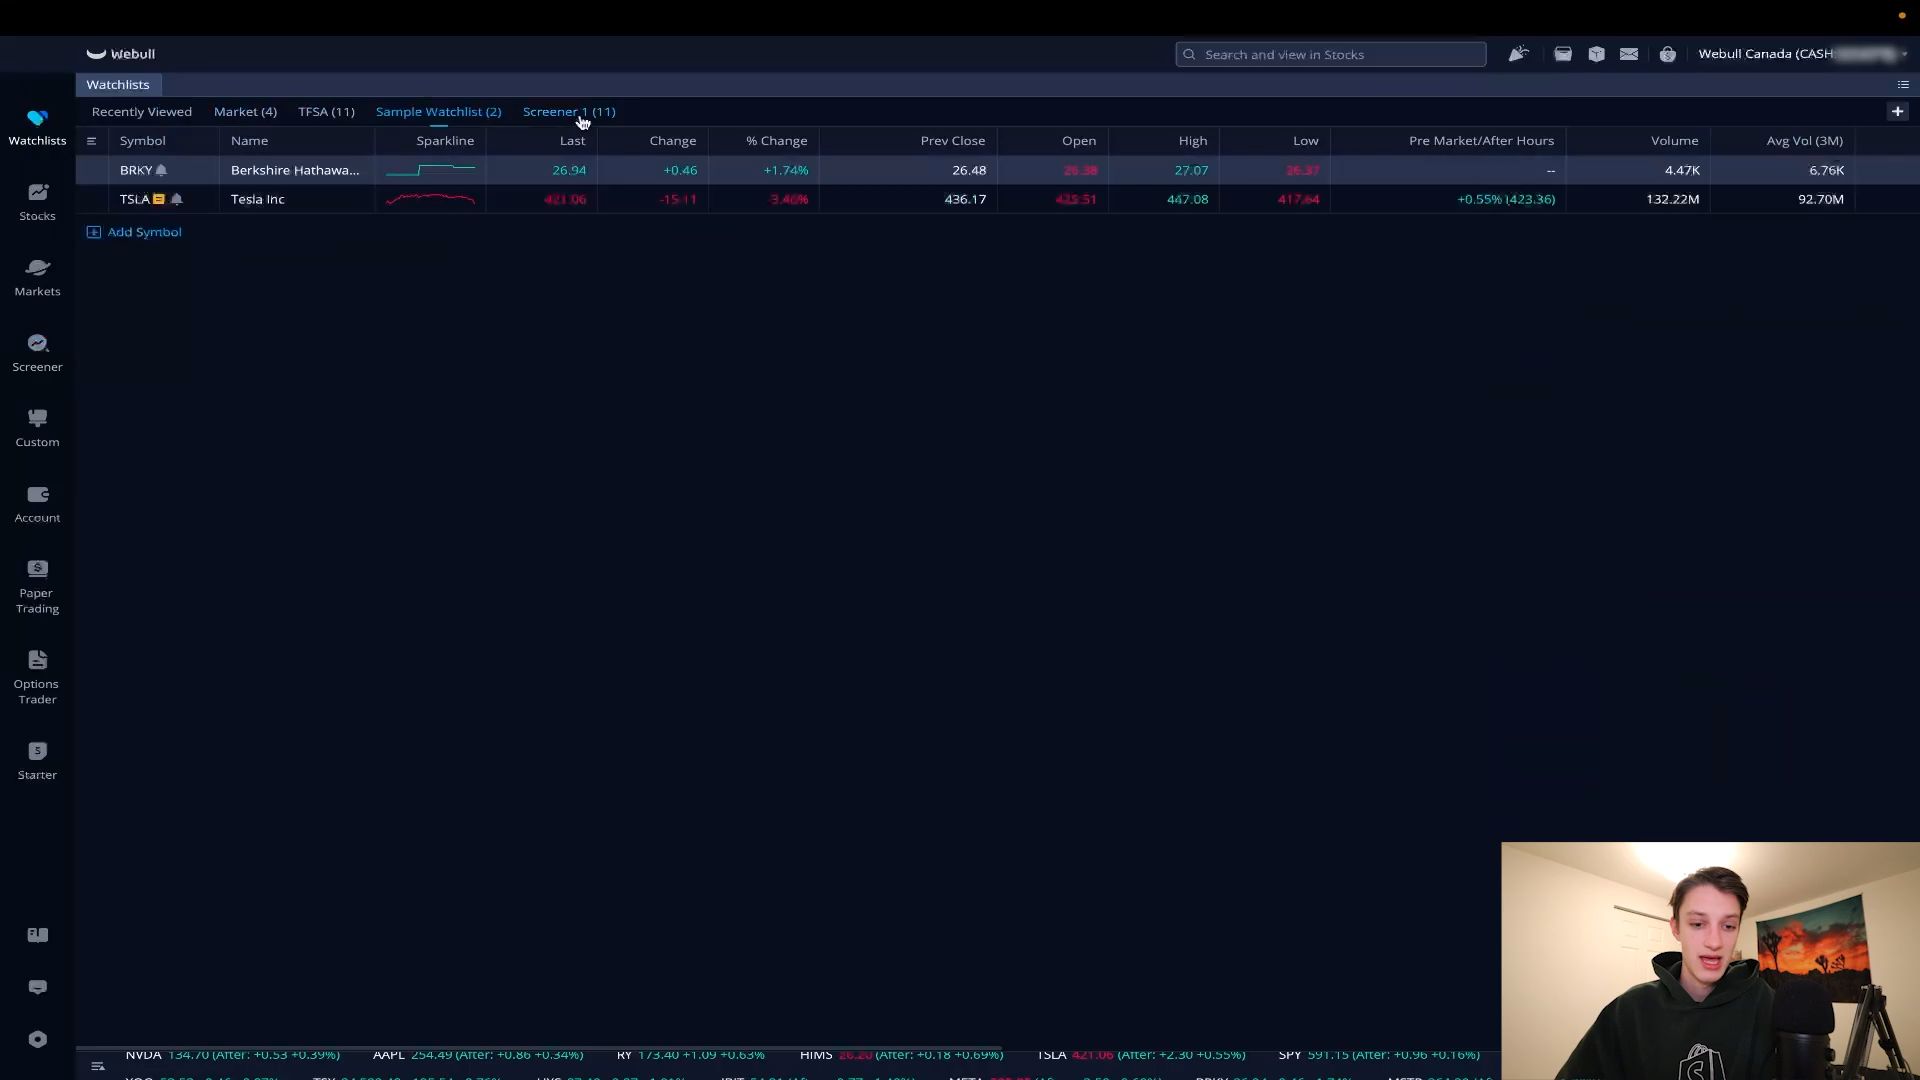 Webull
Search and view in Stocks
Webull Canada (CASH
Watchlists
Recently Viewed Market (4) TFSA (11) Sample Watchlist (2) Screener 1 (11)
Symbol Name Sparkline Last Change % Change Prev Close Open High Low Pre Market/After Hours Volume Avg Vol (3M)
BRKY Berkshire Hathawa... 26.94 +0.46 +1.74% 26.48 26.38 27.07 26.37 -- 4.47K 6.76K
TSLA Tesla Inc 421.06 -15.11 -3.46% 436.17 425.51 447.08 417.64 +0.55% (423.36) 132.22M 92.70M
Add Symbol
Watchlists
Stocks
Markets
Screener
Custom
Account
Paper
Trading
Options
Trader
Starter
NVDA 134.70 (After: +0.53 +0.39%) AAPL 254.49 (After: +0.86 +0.34%) RY 173.40 +1.09 +0.63% HIMS 26.20 (After: +0.18 +0.69%) TSLA 421.06 (After: +2.30 +0.55%) SPY 591.15 (After: +0.96 +0.16%)